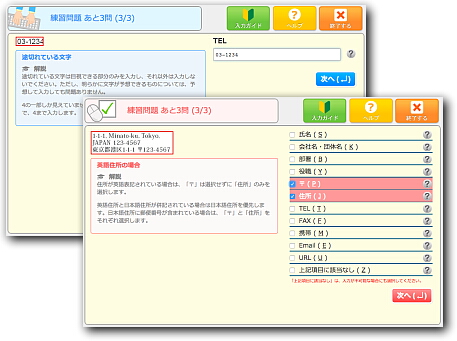 練習問題 あと3問 (3/3)
入力ガイド
ヘルプ
終了する
03-1234
TEL
03-1234
途切れている文字
解説
途切れている文字は目視できる部分のみを入力し、それ以外は入力しな
いでください。ただし、明らかに文字が予想できるものについては、予
想して入力しても問題ありません。
次へ(↵)
4の一部しか見えていませ
で、4まで入力します。
練習問題 あと3問 (3/3)
入力ガイド
ヘルプ
終了する
1-1-1, Minato-ku, Tokyo,
JAPAN 123-4567
東京都港区1-1-1 〒123-4567
英語住所の場合
解説
住所が英語表記されている場合は、「〒」は選択せずに「住所」のみを
選択します。
英語住所と日本語住所が併記されている場合は日本語住所を優先しま
す。日本語住所に郵便番号が含まれている場合は、「〒」と「住所」を
それぞれ選択します。
氏名 ( S )
会社名・団体名 ( K )
部署 ( B )
役職 ( Y )
〒 ( P )
住所 ( J )
TEL ( T )
FAX ( F )
携帯 ( M )
Email ( E )
URL ( U )
上記項目に該当なし ( Z )
「上記項目に該当なし」は、入力が不可能な場合にも選択してください。
次へ (↵)